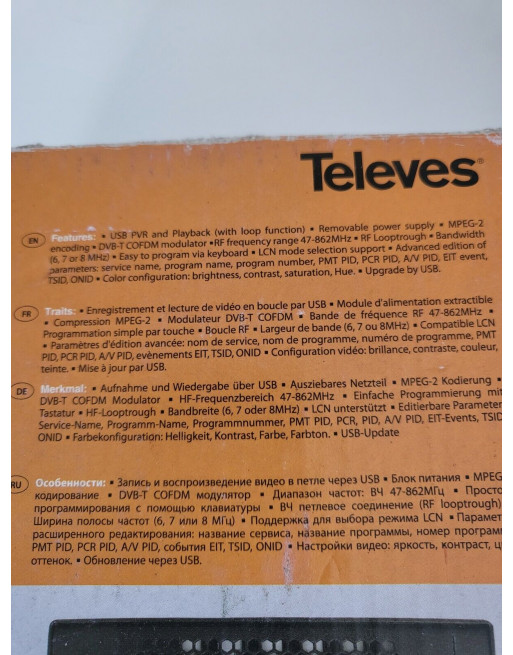 Televes®
EN Features: ▪ USB PVR and Playback (with loop function) ▪ Removable power supply ▪ MPEG-2
encoding ▪ DVB-T COFDM modulator ▪RF frequency range 47-862MHz ▪ RF Looptrough ▪ Bandwidth
(6, 7 or 8 MHz) ▪ Easy to program via keyboard ▪ LCN mode selection support ▪ Advanced edition of
parameters: service name, program name, program number, PMT PID, PCR PID, A/V PID, EIT event,
TSID, ONID ▪ Color configuration: brightness, contrast, saturation, Hue. ▪ Upgrade by USB.
FR Traits: ▪ Enregistrement et lecture de vidéo en boucle par USB ▪ Module d'alimentation extractible
▪ Compression MPEG-2 ▪ Modulateur DVB-T COFDM ▪ Bande de fréquence RF 47-862MHz ▪
Programmation simple par touche ▪ Boucle RF ▪ Largeur de bande (6, 7 ou 8MHz) ▪ Compatible LCN
▪ Paramètres d'édition avancée: nom de service, nom de programme, numéro de programme, PMT
PID, PCR PID, A/V PID, evènements EIT, TSID, ONID ▪ Configuration vidéo: brillance, contraste, couleur,
teinte. ▪ Mise à jour par USB.
DE Merkmal: ▪ Aufnahme und Wiedergabe über USB ▪ Ausziebares Netzteil ▪ MPEG-2 Kodierung ▪
DVB-T COFDM Modulator ▪ HF-Frequenzbereich 47-862MHz ▪ Einfache Programmierung mit
Tastatur ▪ HF-Looptrough ▪ Bandbreite (6, 7 oder 8MHz) ▪ LCN unterstützt ▪ Editierbare Parameter
Service-Name, Programm-Name, Programmnummer, PMT PID, PCR, PID, A/V PID, EIT-Events, TSID
ONID ▪ Farbekonfiguration: Helligkeit, Kontrast, Farbe, Farbton. ▪ USB-Update
RU Особенности: ▪ Запись и воспроизведение видео в петле через USB ▪ Блок питания ▪ MPEG
кодирование ▪ DVB-T COFDM модулятор ▪ Диапазон частот: ВЧ 47-862МГц ▪ Просто
программирования с помощью клавиатуры ▪ ВЧ петлевое соединение (RF looptrough)
Ширина полосы частот (6, 7 или 8 МГц) ▪ Поддержка для выбора режима LCN ▪ Парамет
расширенного редактирования: название сервиса, название программы, номер програм
PMT PID, PCR PID, A/V PID, события EIT, TSID, ONID ▪ Настройки видео: яркость, контраст, ц
оттенок. ▪ Обновление через USB.